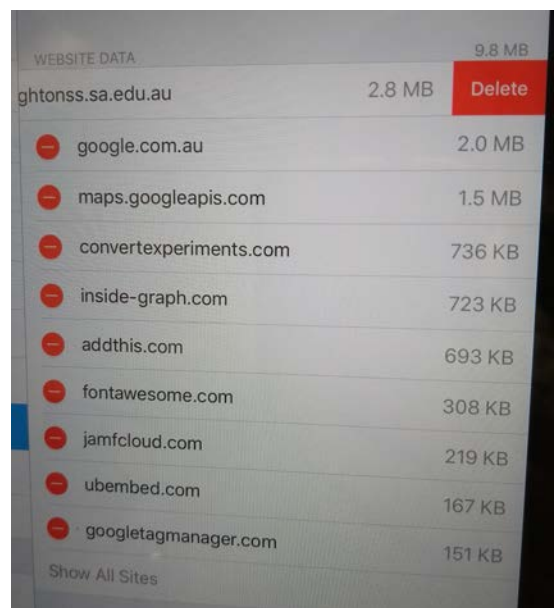 WEBSITE DATA 9.8 MB
ghtonss.sa.edu.au 2.8 MB Delete
google.com.au 2.0 MB
maps.googleapis.com 1.5 MB
convertexperiments.com 736 KB
inside-graph.com 723 KB
addthis.com 693 KB
fontawesome.com 308 KB
jamfcloud.com 219 KB
ubembed.com 167 KB
googletagmanager.com 151 KB
Show All Sites